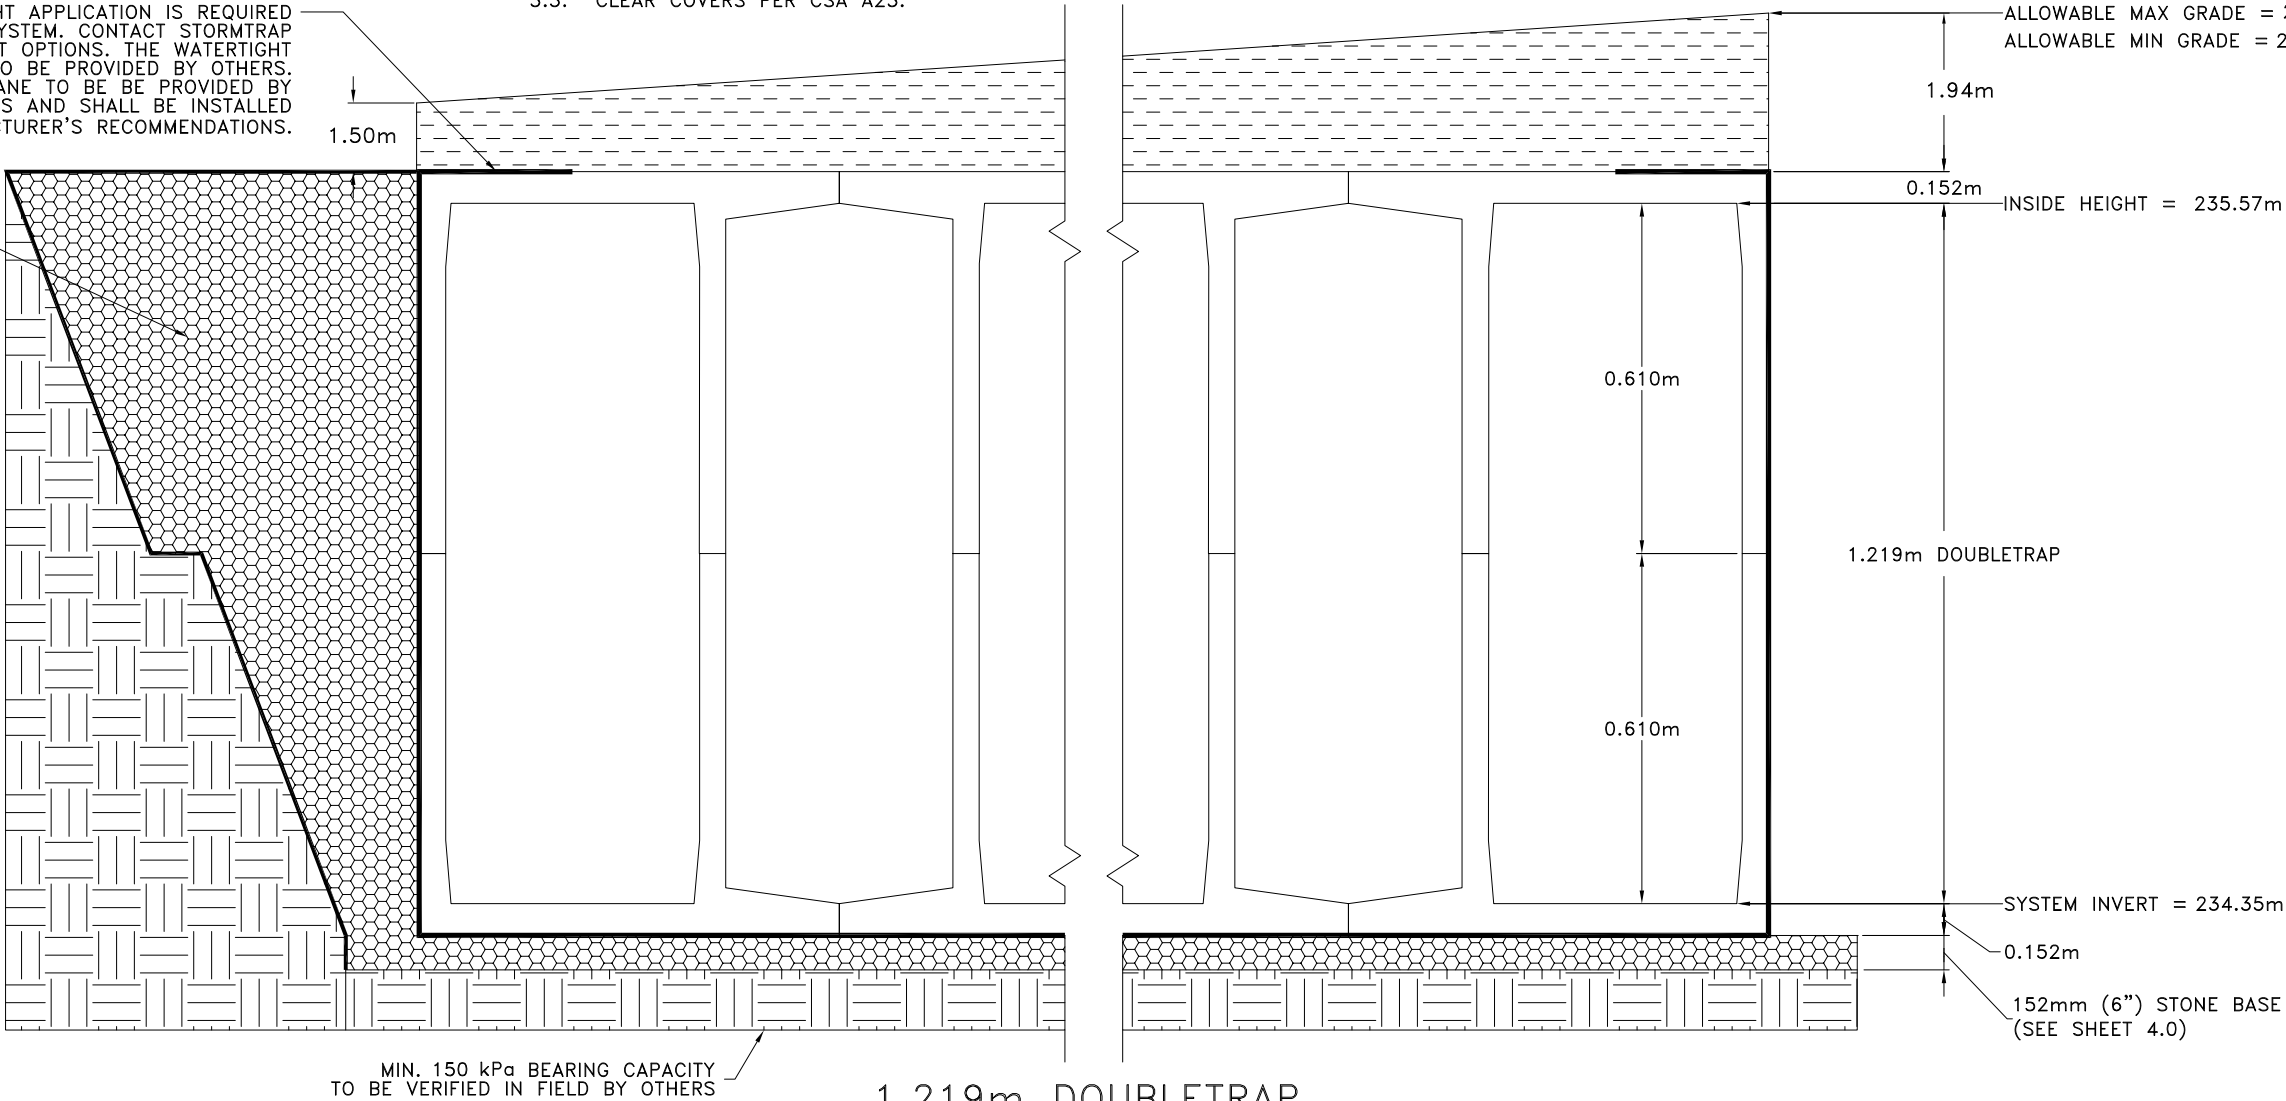 HT APPLICATION IS REQUIRED
YSTEM. CONTACT STORMTRAP
T OPTIONS. THE WATERTIGHT
O BE PROVIDED BY OTHERS.
ANE TO BE BE PROVIDED BY
S AND SHALL BE INSTALLED
CTURER'S RECOMMENDATIONS.
3.3. CLEAR COVERS PER CSA A23.
1.50m
ALLOWABLE MAX GRADE = 2
ALLOWABLE MIN GRADE = 2
1.94m
0.152m
INSIDE HEIGHT = 235.57m
0.610m
1.219m DOUBLETRAP
0.610m
SYSTEM INVERT = 234.35m
0.152m
152mm (6") STONE BASE
(SEE SHEET 4.0)
MIN. 150 kPa BEARING CAPACITY
TO BE VERIFIED IN FIELD BY OTHERS
1.219m DOUBLETRAP